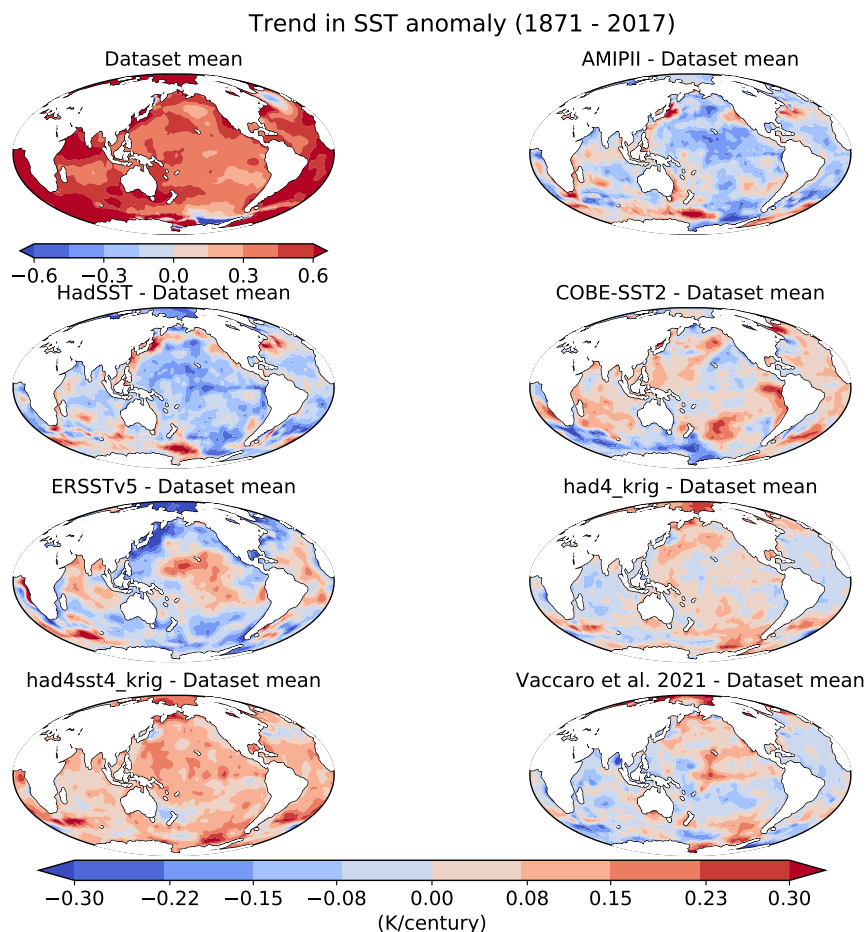 Trend in SST anomaly (1871 - 2017)
Dataset mean
AMIPII - Dataset mean
−0.6 −0.3 0.0 0.3 0.6
HadSST - Dataset mean
COBE-SST2 - Dataset mean
ERSSTv5 - Dataset mean
had4_krig - Dataset mean
had4sst4_krig - Dataset mean
Vaccaro et al. 2021 - Dataset mean
−0.30 −0.22 −0.15 −0.08 0.00 0.08 0.15 0.23 0.30
(K/century)